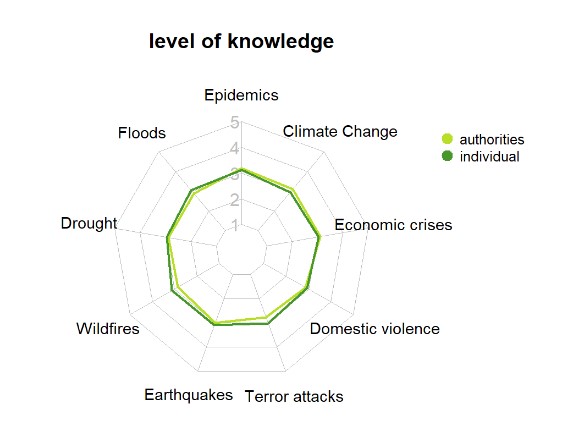 level of knowledge
Epidemics
Floods
Climate Change
authorities
individual
5
4
3
2
1
Drought
Economic crises
Wildfires
Domestic violence
Earthquakes
Terror attacks